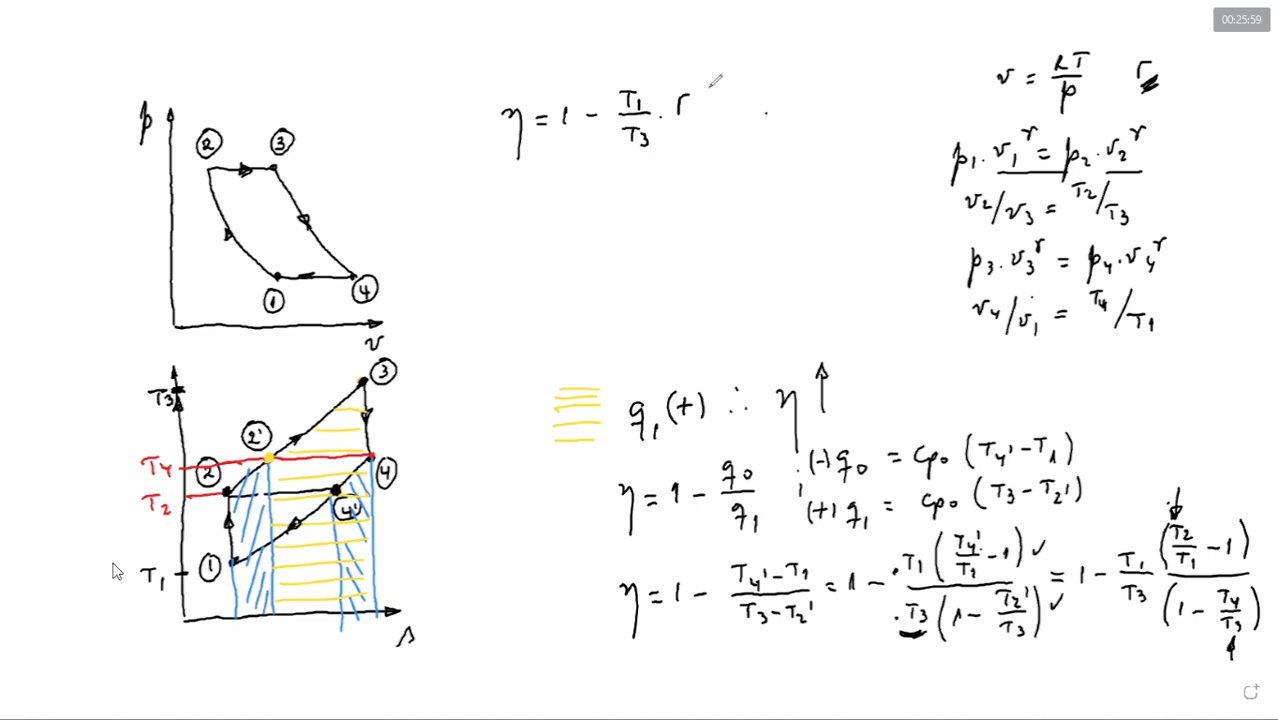 00:25:59
p
②
③
①
④
v
η = 1 - T₁/T₃ · r
v = RT/p
r
p₁·v₁^γ = p₂·v₂^γ
v₂/v₃ = T₂/T₃
p₃·v₃^γ = p₄·v₄^γ
v₄/v₁ = T₄/T₁
T₃
③
②'
T₄
②
④
T₂
④'
T₁
①
s
q₁(+) ∴ η ↑
η = 1 - q₀/q₁
(-) q₀ = cp₀ (T₄' - T₁)
(+) q₁ = cp₀ (T₃ - T₂')
η = 1 - (T₄' - T₁)/(T₃ - T₂') = 1 - T₁(T₄'/T₁ - 1)/T₃(1 - T₂'/T₃) = 1 - T₁/T₃ (T₂/T₁ - 1)/(1 - T₄/T₃)